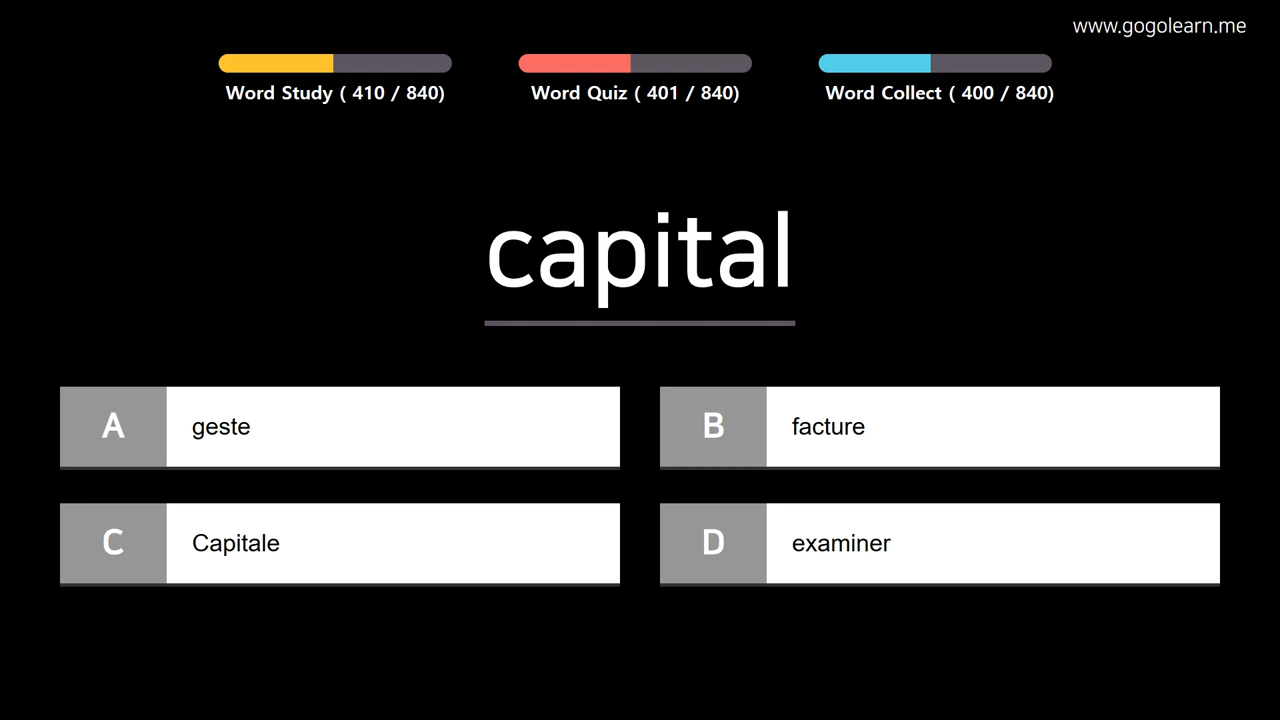 www.gogolearn.me
Word Study ( 410 / 840)
Word Quiz ( 401 / 840)
Word Collect ( 400 / 840)
capital
A geste
B facture
C Capitale
D examiner